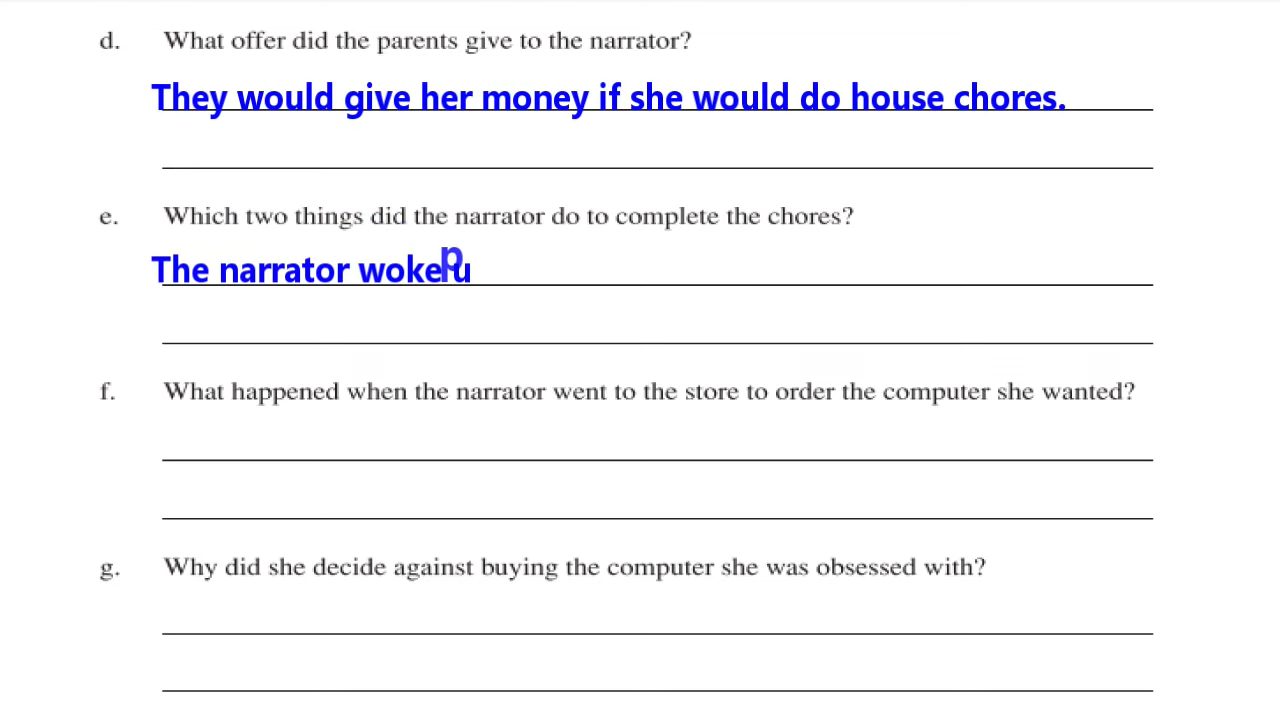 d. What offer did the parents give to the narrator?
They would give her money if she would do house chores.
e. Which two things did the narrator do to complete the chores?
The narrator woke up
f. What happened when the narrator went to the store to order the computer she wanted?
g. Why did she decide against buying the computer she was obsessed with?